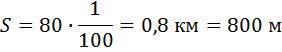 S = 80 · 1/100 = 0,8 км = 800 м